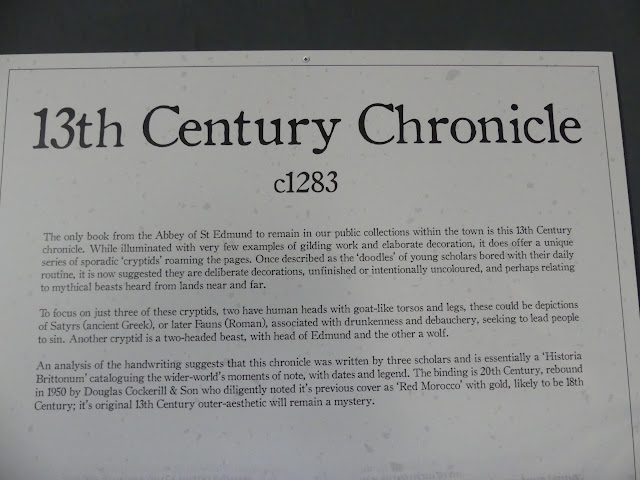 13th Century Chronicle
c1283
The only book from the Abbey of St Edmund to remain in our public collections within the town is this 13th Century
chronicle. While illuminated with very few examples of gilding work and elaborate decoration, it does offer a unique
series of sporadic 'cryptids' roaming the pages. Once described as the 'doodles' of young scholars bored with their daily
routine, it is now suggested they are deliberate decorations, unfinished or intentionally uncoloured, and perhaps relating
to mythical beasts heard from lands near and far.
To focus on just three of these cryptids, two have human heads with goat-like torsos and legs, these could be depictions
of Satyrs (ancient Greek), or later Fauns (Roman), associated with drunkenness and debauchery, seeking to lead people
to sin. Another cryptid is a two-headed beast, with head of Edmund and the other a wolf.
An analysis of the handwriting suggests that this chronicle was written by three scholars and is essentially a 'Historia
Brittonum' cataloguing the wider-world's moments of note, with dates and legend. The binding is 20th Century, rebound
in 1950 by Douglas Cockerill & Son who diligently noted it's previous cover as 'Red Morocco' with gold, likely to be 18th
Century; it's original 13th Century outer-aesthetic will remain a mystery.